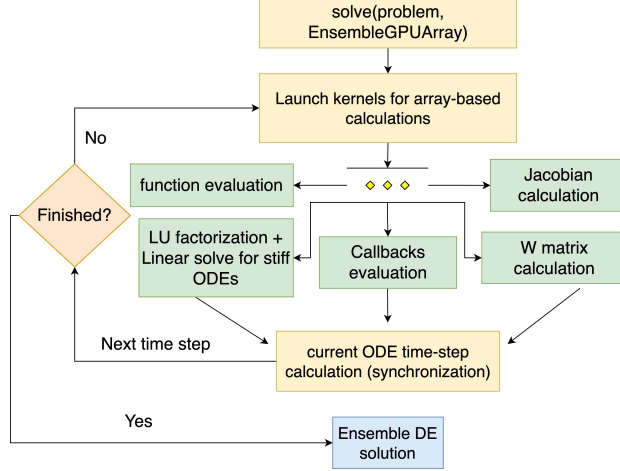 solve(problem,
EnsembleGPUArray)
Launch kernels for array-based
calculations
No
function evaluation
Jacobian
calculation
Finished?
LU factorization +
Linear solve for stiff
ODEs
Callbacks
evaluation
W matrix
calculation
Next time step
current ODE time-step
calculation (synchronization)
Yes
Ensemble DE
solution